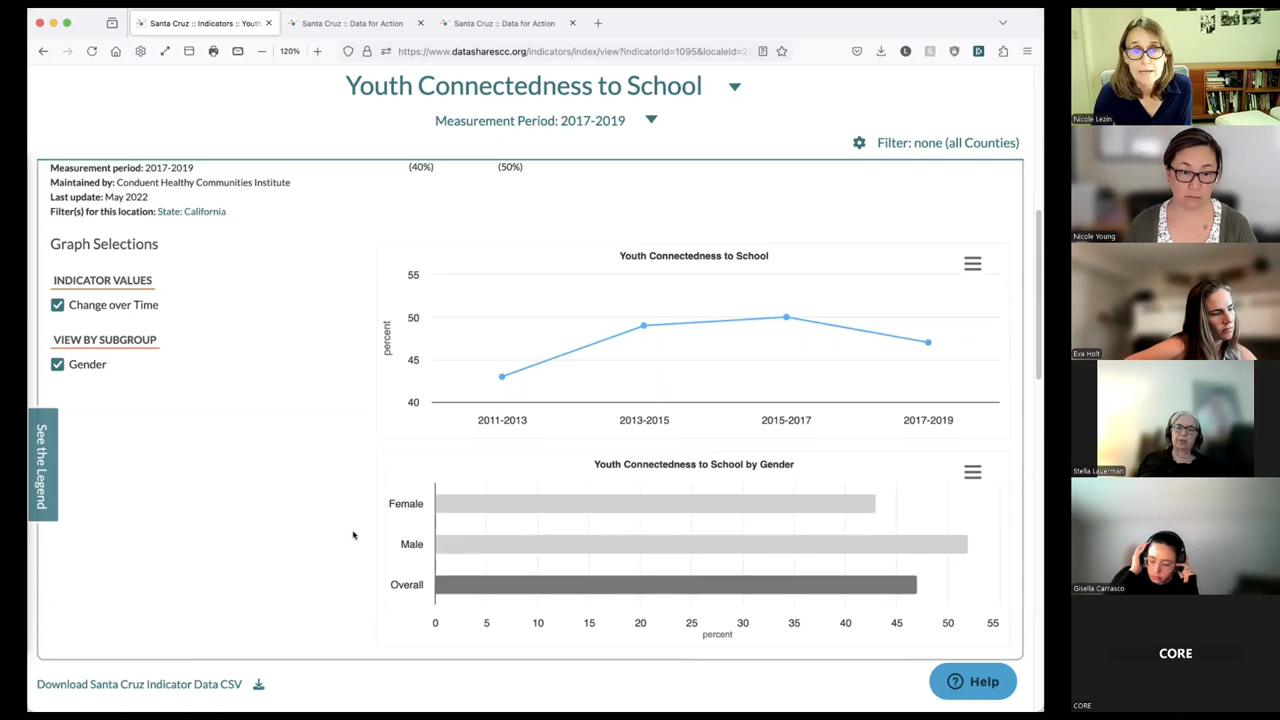 Santa Cruz :: Indicators :: Youth
Santa Cruz :: Data for Action
Santa Cruz :: Data for Action
120%
https://www.datasharescc.org/indicators/index/view?indicatorId=1095&localeId=2
Youth Connectedness to School
Measurement Period: 2017-2019
Filter: none (all Counties)
Measurement period: 2017-2019
Maintained by: Conduent Healthy Communities Institute
Last update: May 2022
Filter(s) for this location: State: California
(40%)
(50%)
Graph Selections
INDICATOR VALUES
Change over Time
VIEW BY SUBGROUP
Gender
See the Legend
Youth Connectedness to School
55
50
45
40
percent
2011-2013
2013-2015
2015-2017
2017-2019
Youth Connectedness to School by Gender
Female
Male
Overall
0
5
10
15
20
25
30
35
40
45
50
55
percent
Download Santa Cruz Indicator Data CSV
Help
Nicole Lezin
Nicole Young
Eva Holt
Stella Lauerman
Gisella Carrasco
CORE
CORE